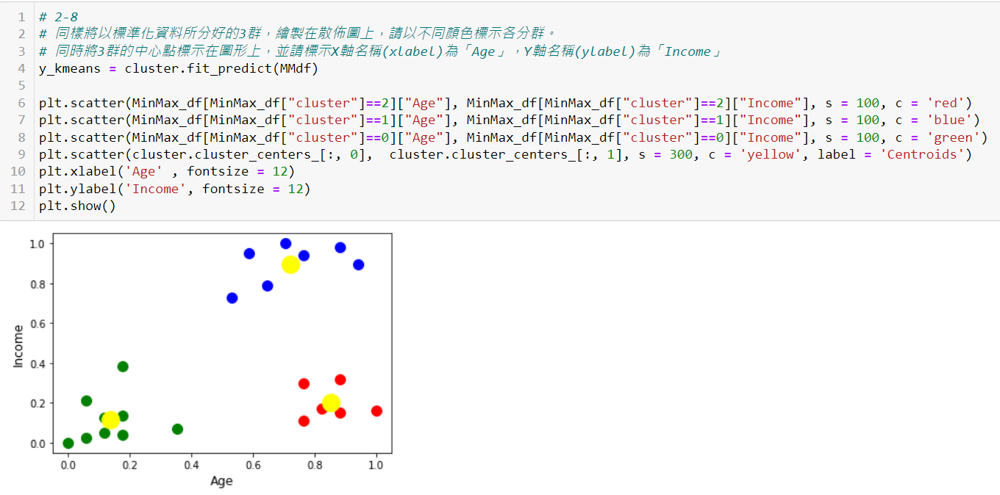 1 # 2-8
2 # 同樣將以標準化資料所分好的3群，繪製在散佈圖上，請以不同顏色標示各分群。
3 # 同時將3群的中心點標示在圖形上，並請標示X軸名稱(xlabel)為「Age」，Y軸名稱(ylabel)為「Income」
4 y_kmeans = cluster.fit_predict(MMdf)
5
6 plt.scatter(MinMax_df[MinMax_df["cluster"]==2]["Age"], MinMax_df[MinMax_df["cluster"]==2]["Income"], s = 100, c = 'red')
7 plt.scatter(MinMax_df[MinMax_df["cluster"]==1]["Age"], MinMax_df[MinMax_df["cluster"]==1]["Income"], s = 100, c = 'blue')
8 plt.scatter(MinMax_df[MinMax_df["cluster"]==0]["Age"], MinMax_df[MinMax_df["cluster"]==0]["Income"], s = 100, c = 'green')
9 plt.scatter(cluster.cluster_centers_[:, 0],  cluster.cluster_centers_[:, 1], s = 300, c = 'yellow', label = 'Centroids')
10 plt.xlabel('Age' , fontsize = 12)
11 plt.ylabel('Income', fontsize = 12)
12 plt.show()
1.0
0.8
0.6
0.4
0.2
0.0
Income
0.0 0.2 0.4 0.6 0.8 1.0
Age